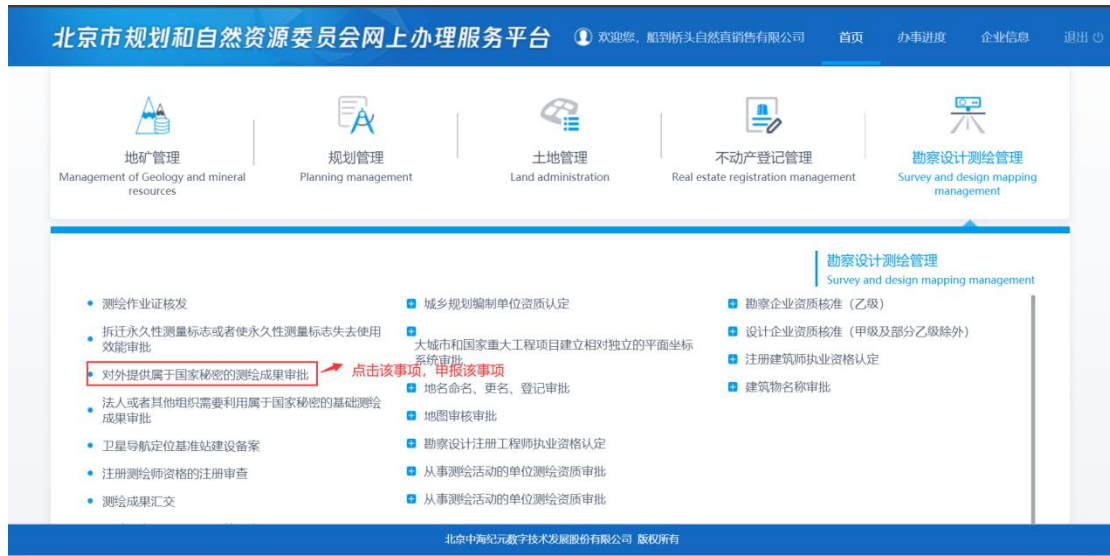 北京市规划和自然资源委员会网上办理服务平台
欢迎您，船到桥头自然直销售有限公司
首页
办事进度
企业信息
退出
地矿管理
Management of Geology and mineral
resources
规划管理
Planning management
土地管理
Land administration
不动产登记管理
Real estate registration management
勘察设计测绘管理
Survey and design mapping
management
勘察设计测绘管理
Survey and design mapping management
测绘作业证核发
拆迁永久性测量标志或者使永久性测量标志失去使用
效能审批
对外提供属于国家秘密的测绘成果审批
点击该事项，申报该事项
法人或者其他组织需要利用属于国家秘密的基础测绘
成果审批
卫星导航定位基准站建设备案
注册测绘师资格的注册审查
测绘成果汇交
城乡规划编制单位资质认定
大城市和国家重大工程项目建立相对独立的平面坐标
系统审批
地名命名、更名、登记审批
地图审核审批
勘察设计注册工程师执业资格认定
从事测绘活动的单位测绘资质审批
从事测绘活动的单位测绘资质审批
勘察企业资质核准（乙级）
设计企业资质核准（甲级及部分乙级除外）
注册建筑师执业资格认定
建筑物名称审批
北京中海纪元数字技术发展股份有限公司 版权所有